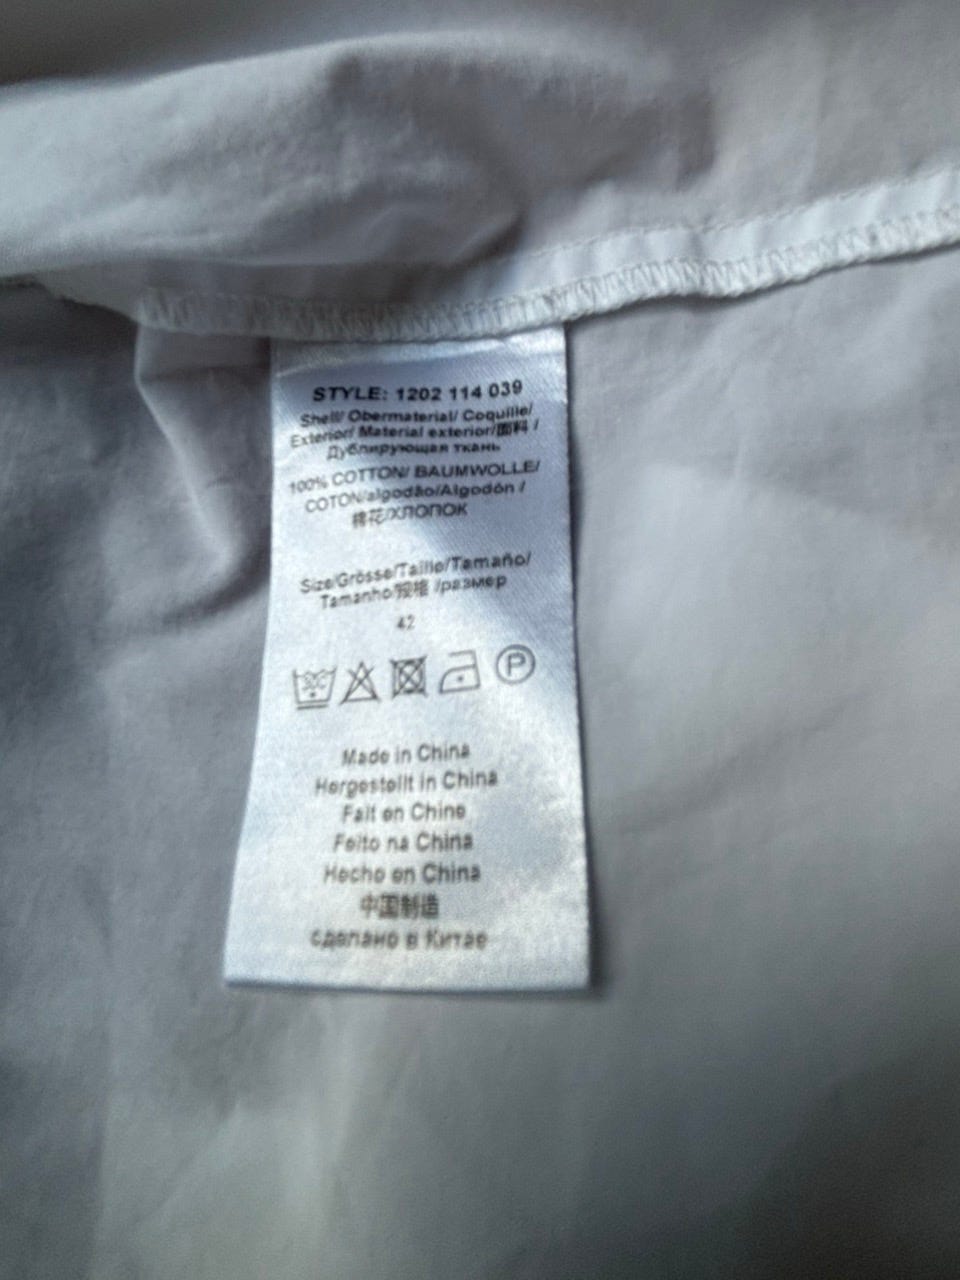 STYLE: 1202 114 039
Shell/ Obermaterial/ Coquille/
Exterior/ Material exterior/面料 /
Дублирующая ткань
100% COTTON/ BAUMWOLLE/
COTON/algodão/Algodón /
棉花/ХЛОПОК
Size/Grösse/Taille/Tamaño/
Tamanho/规格 /размер
42
P
Made in China
Hergestellt in China
Fait en Chine
Feito na China
Hecho en China
中国制造
сделано в Китае